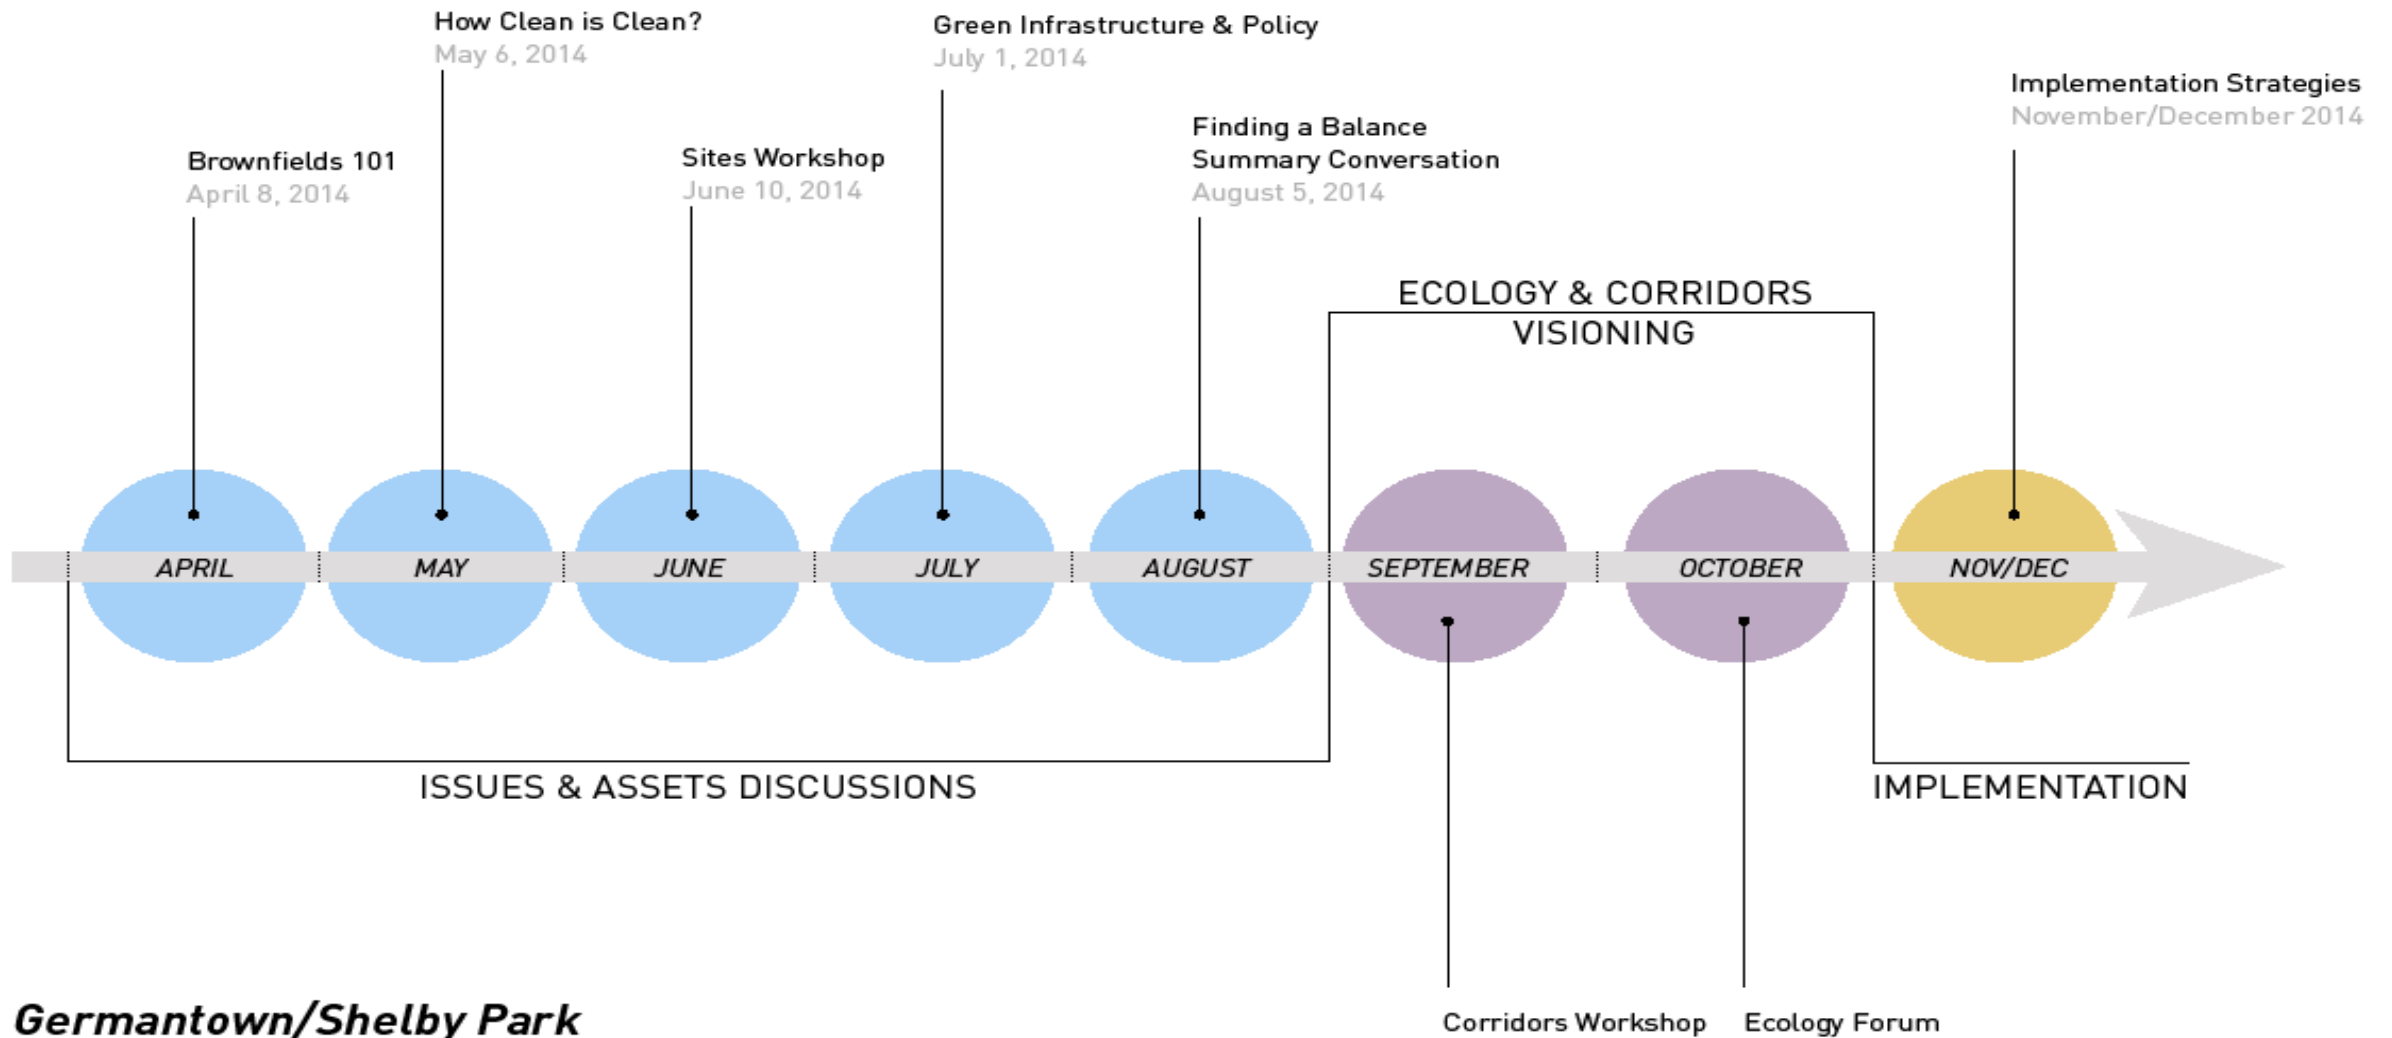 How Clean is Clean?
May 6, 2014
Green Infrastructure & Policy
July 1, 2014
Implementation Strategies
November/December 2014
Finding a Balance
Summary Conversation
August 5, 2014
Brownfields 101
April 8, 2014
Sites Workshop
June 10, 2014
ECOLOGY & CORRIDORS
VISIONING
APRIL
MAY
JUNE
JULY
AUGUST
SEPTEMBER
OCTOBER
NOV/DEC
ISSUES & ASSETS DISCUSSIONS
IMPLEMENTATION
Germantown/Shelby Park
Corridors Workshop
Ecology Forum